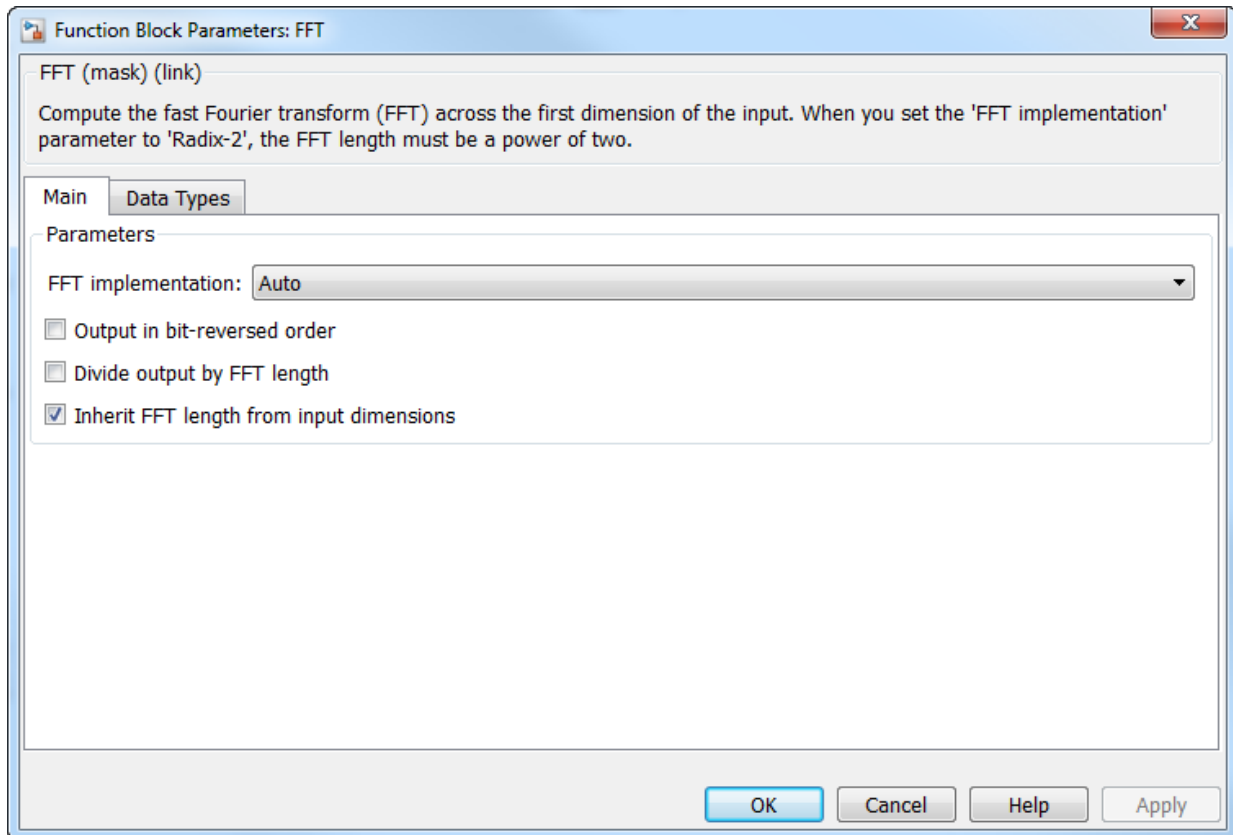 Function Block Parameters: FFT
FFT (mask) (link)
Compute the fast Fourier transform (FFT) across the first dimension of the input. When you set the 'FFT implementation'
parameter to 'Radix-2', the FFT length must be a power of two.
Main Data Types
Parameters
FFT implementation: Auto
Output in bit-reversed order
Divide output by FFT length
Inherit FFT length from input dimensions
OK Cancel Help Apply